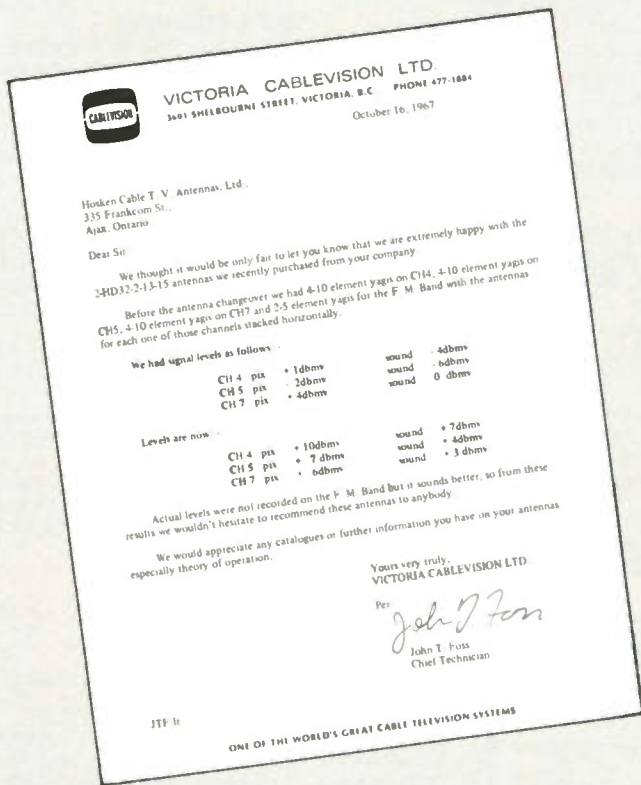 CABLEVISION
VICTORIA CABLEVISION LTD.
3601 SHELBOURNE STREET, VICTORIA, B.C PHONE 477-1884
October 16, 1967
Hosken Cable T. V. Antennas, Ltd.,
335 Frankcom St.,
Ajax, Ontario
Dear Sir
We thought it would be only fair to let you know that we are extremely happy with the
2-HD32-2-13-15 antennas we recently purchased from your company
Before the antenna changeover we had 4-10 element yagis on CH4, 4-10 element yagis on
CH5, 4-10 element yagis on CH7 and 2-5 element yagis for the F. M. Band with the antennas
for each one of those channels stacked horizontally.
We had signal levels as follows
CH 4 pix + 1dbmv sound - 4dbmv
CH 5 pix - 2dbmv sound - 6dbmv
CH 7 pix + 4dbmv sound 0 dbmv
Levels are now
CH 4 pix + 10dbmv sound + 7dbmv
CH 5 pix + 7 dbmv sound + 4dbmv
CH 7 pix + 6dbmv sound + 3 dbmv
Actual levels were not recorded on the F. M. Band but it sounds better, so from these
results we wouldn't hesitate to recommend these antennas to anybody
We would appreciate any catalogues or further information you have on your antennas
especially theory of operation.
Yours very truly,
VICTORIA CABLEVISION LTD
Per
John T Foss
John T. Foss
Chief Technician
JTF
ONE OF THE WORLD'S GREAT CABLE TELEVISION SYSTEMS